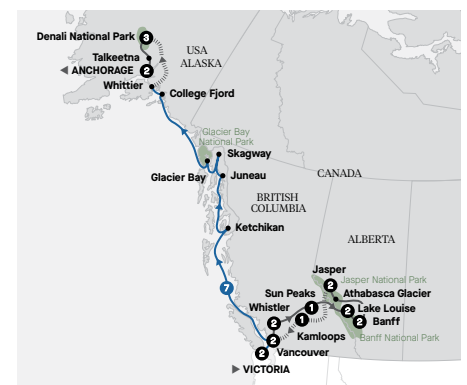 Denali National Park
3
USA
ALASKA
Talkeetna
ANCHORAGE
2
Whittier
College Fjord
Glacier Bay
National Park
Skagway
Glacier Bay
Juneau
CANADA
BRITISH
COLUMBIA
Ketchikan
ALBERTA
7
Jasper
2
Jasper National Park
Sun Peaks
Athabasca Glacier
Whistler
1
2
Lake Louise
2
1
2
Banff
Kamloops
Banff National Park
2
Vancouver
2
VICTORIA